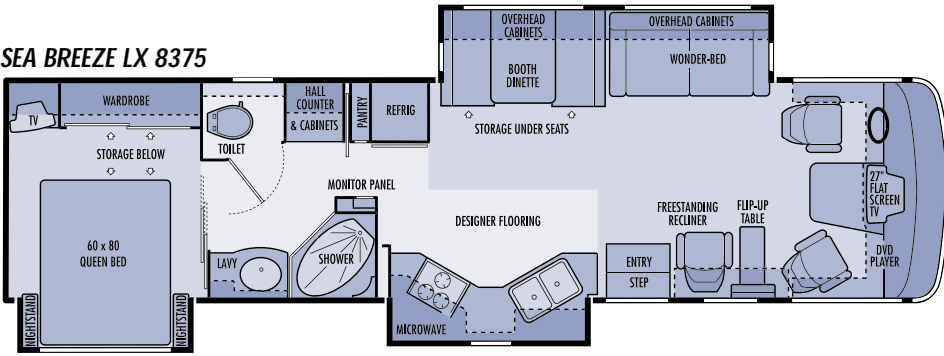 SEA BREEZE LX 8375
OVERHEAD
CABINETS
BOOTH
DINETTE
OVERHEAD CABINETS
WONDER-BED
STORAGE UNDER SEATS
TV
WARDROBE
STORAGE BELOW
60 x 80
QUEEN BED
NIGHTSTAND
NIGHTSTAND
TOILET
HALL
COUNTER
& CABINETS
PANTRY
REFRIG
MONITOR PANEL
LAVY
SHOWER
DESIGNER FLOORING
MICROWAVE
ENTRY
STEP
FREESTANDING
RECLINER
FLIP-UP
TABLE
27"
FLAT
SCREEN
TV
DVD
PLAYER